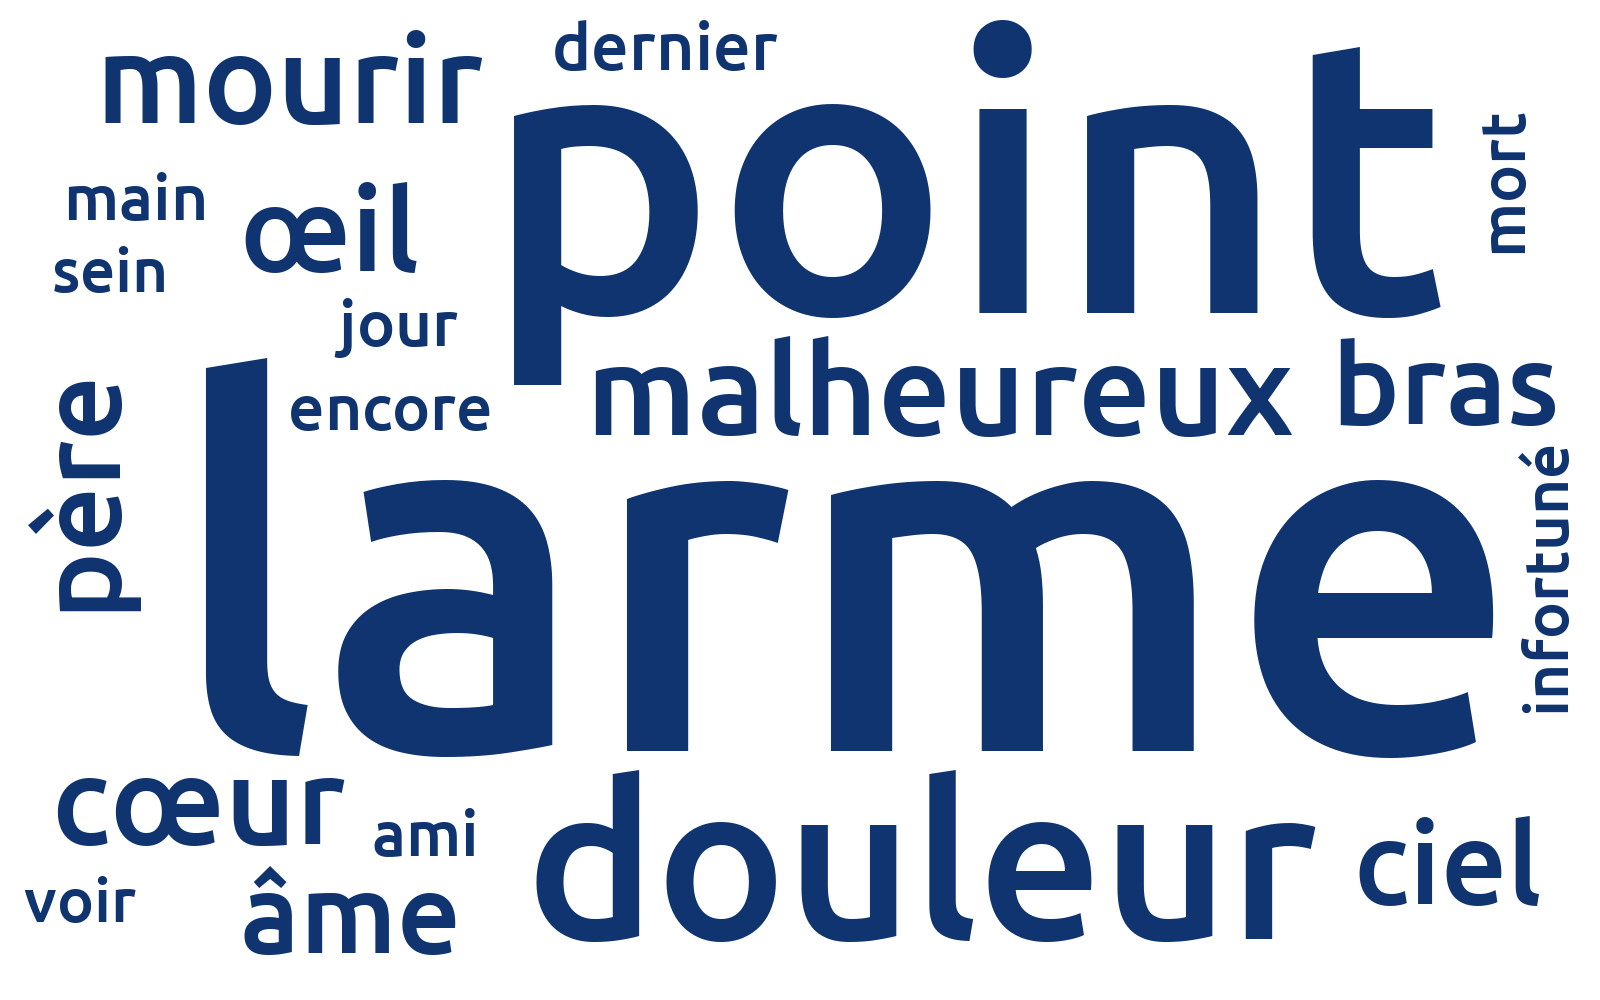 dernier
mourir
point
mort
main
œil
sein
jour
malheureux
bras
encore
père
larme
infortuné
cœur
ami
douleur
ciel
voir
âme